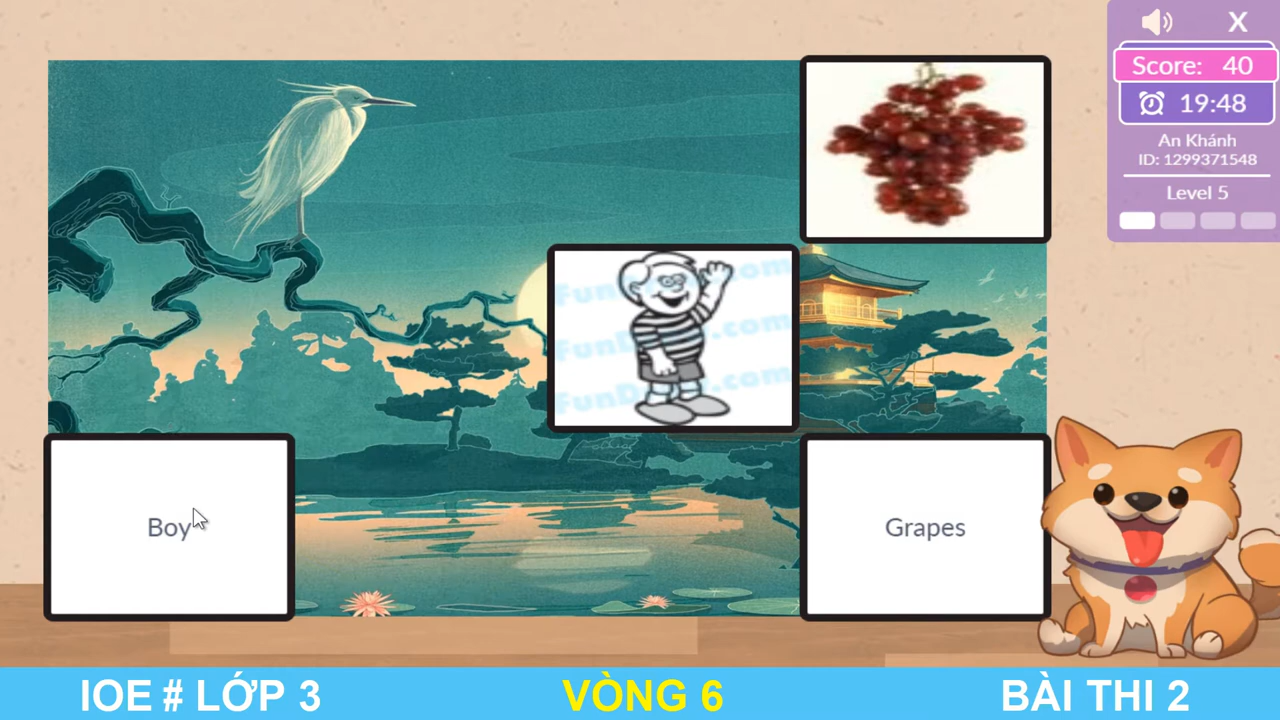 X
Score: 40
19:48
An Khánh
ID: 1299371548
Level 5
Boy
Grapes
IOE # LỚP 3
VÒNG 6
BÀI THI 2